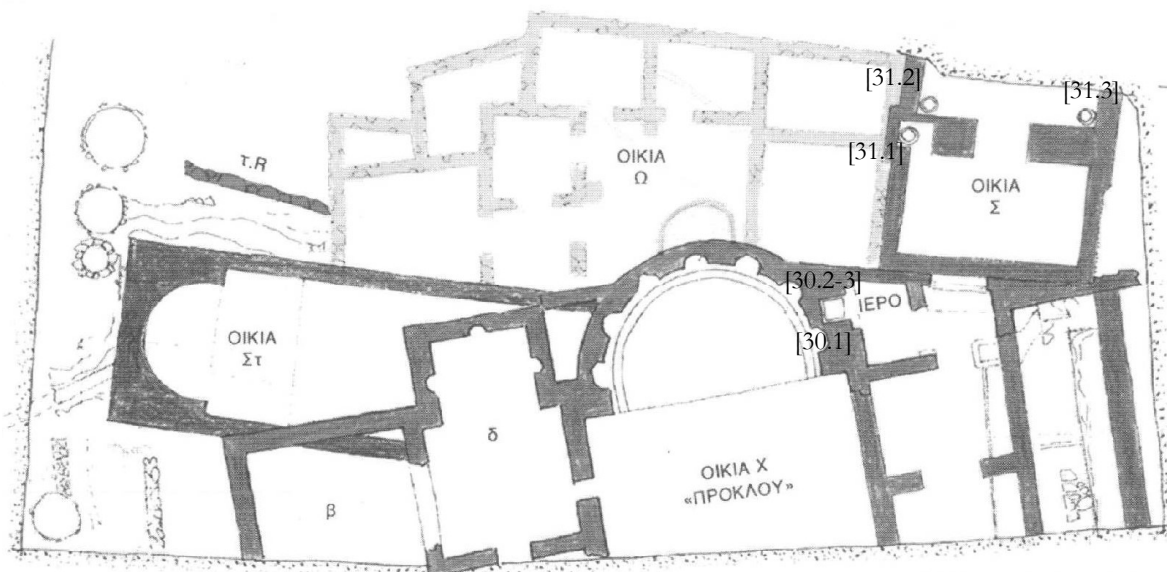 [31.2]
[31.3]
τ.R
ΟΙΚΙΑ
Ω
[31.1]
ΟΙΚΙΑ
Σ
[30.2-3]
ΙΕΡΟ
ΟΙΚΙΑ
Στ
[30.1]
δ
ΟΙΚΙΑ Χ
«ΠΡΟΚΛΟΥ»
β